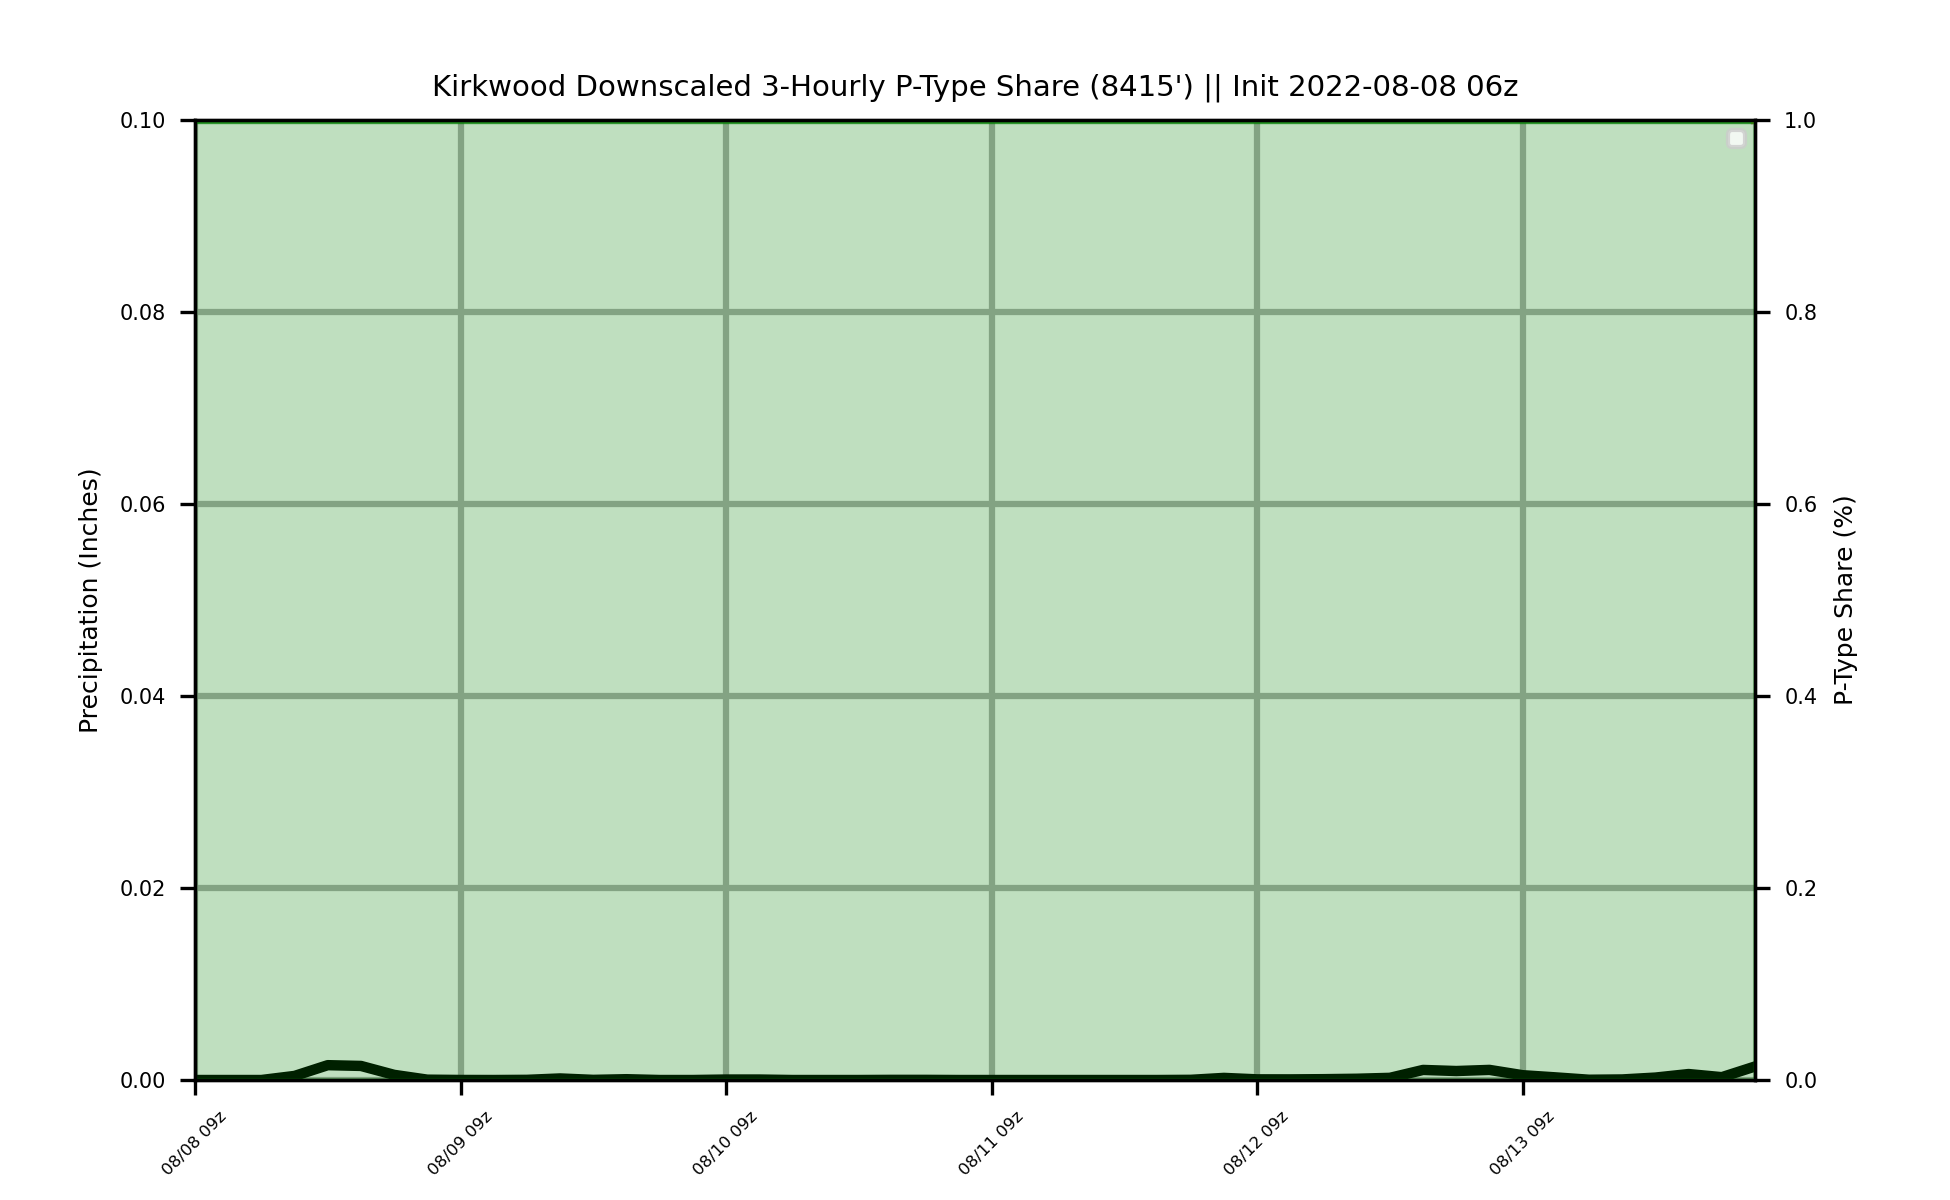 Kirkwood Downscaled 3-Hourly P-Type Share (8415') || Init 2022-08-08 06z
0.10
0.08
0.06
0.04
0.02
0.00
Precipitation (Inches)
1.0
0.8
0.6
0.4
0.2
0.0
P-Type Share (%)
08/08 09z
08/09 09z
08/10 09z
08/11 09z
08/12 09z
08/13 09z